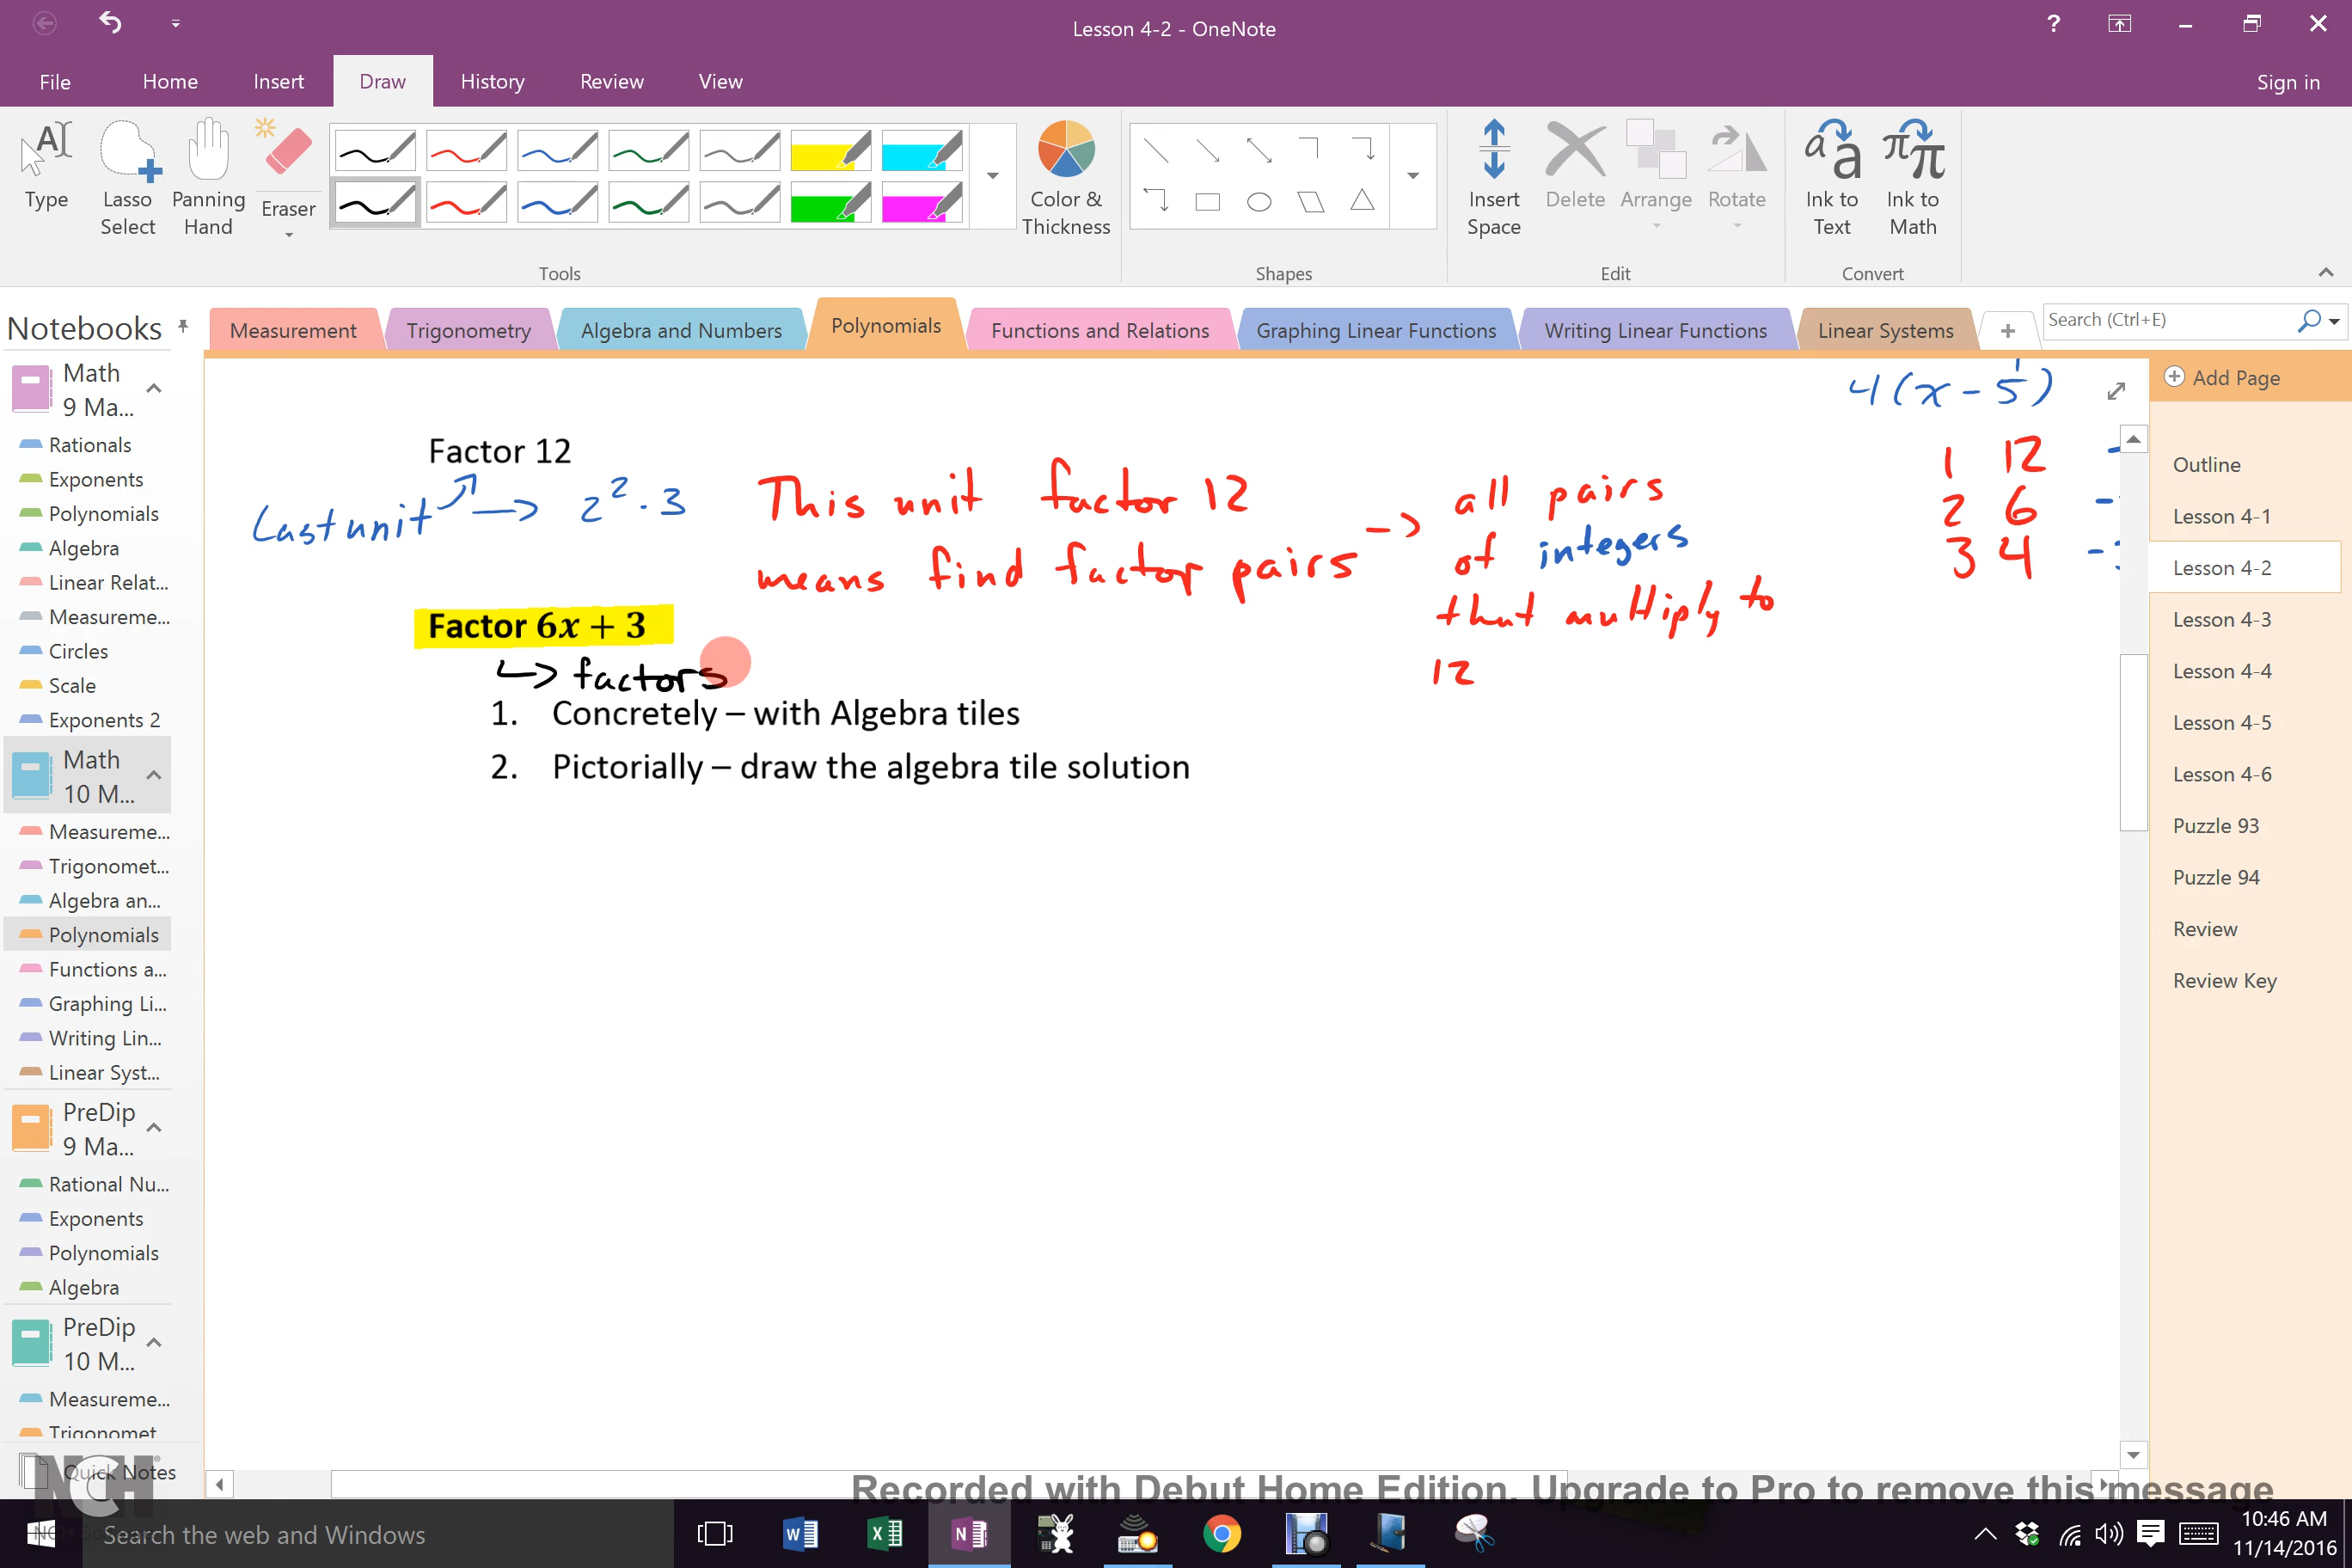 Lesson 4-2 - OneNote
?
File Home Insert Draw History Review View Sign in
Type
Lasso Select
Panning Hand
Eraser
Color & Thickness
Insert Space
Delete
Arrange
Rotate
Ink to Text
Ink to Math
Tools Shapes Edit Convert
Notebooks
Measurement Trigonometry Algebra and Numbers Polynomials Functions and Relations Graphing Linear Functions Writing Linear Functions Linear Systems + Search (Ctrl+E)
Math
9 Ma...
Rationals
Exponents
Polynomials
Algebra
Linear Relat...
Measureme...
Circles
Scale
Exponents 2
Math
10 M...
Measureme...
Trigonomet...
Algebra an...
Polynomials
Functions a...
Graphing Li...
Writing Lin...
Linear Syst...
PreDip
9 Ma...
Rational Nu...
Exponents
Polynomials
Algebra
PreDip
10 M...
Measureme...
Trigonomet
Quick Notes
4(x - 5)
Factor 12
Last unit → 2² · 3
This unit factor 12
means find factor pairs →
all pairs
of integers
that multiply to
12
1 12 -
2 6 -
3 4 -3
Factor 6x + 3
↳ factors
1. Concretely – with Algebra tiles
2. Pictorially – draw the algebra tile solution
Add Page
Outline
Lesson 4-1
Lesson 4-2
Lesson 4-3
Lesson 4-4
Lesson 4-5
Lesson 4-6
Puzzle 93
Puzzle 94
Review
Review Key
Recorded with Debut Home Edition. Upgrade to Pro to remove this message
NCH
Search the web and Windows
10:46 AM
11/14/2016